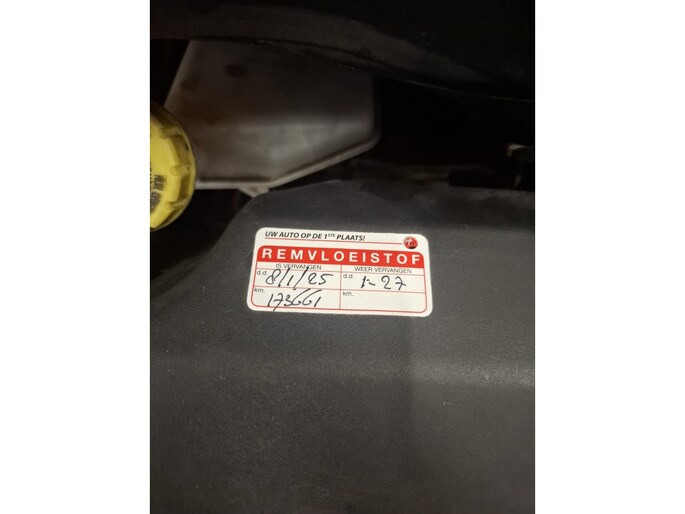 UW AUTO OP DE 1STE PLAATS!
REMVLOEISTOF
IS VERVANGEN WEER VERVANGEN
d.d. 8/1/25 d.d. 1-27
km. 173661 km.